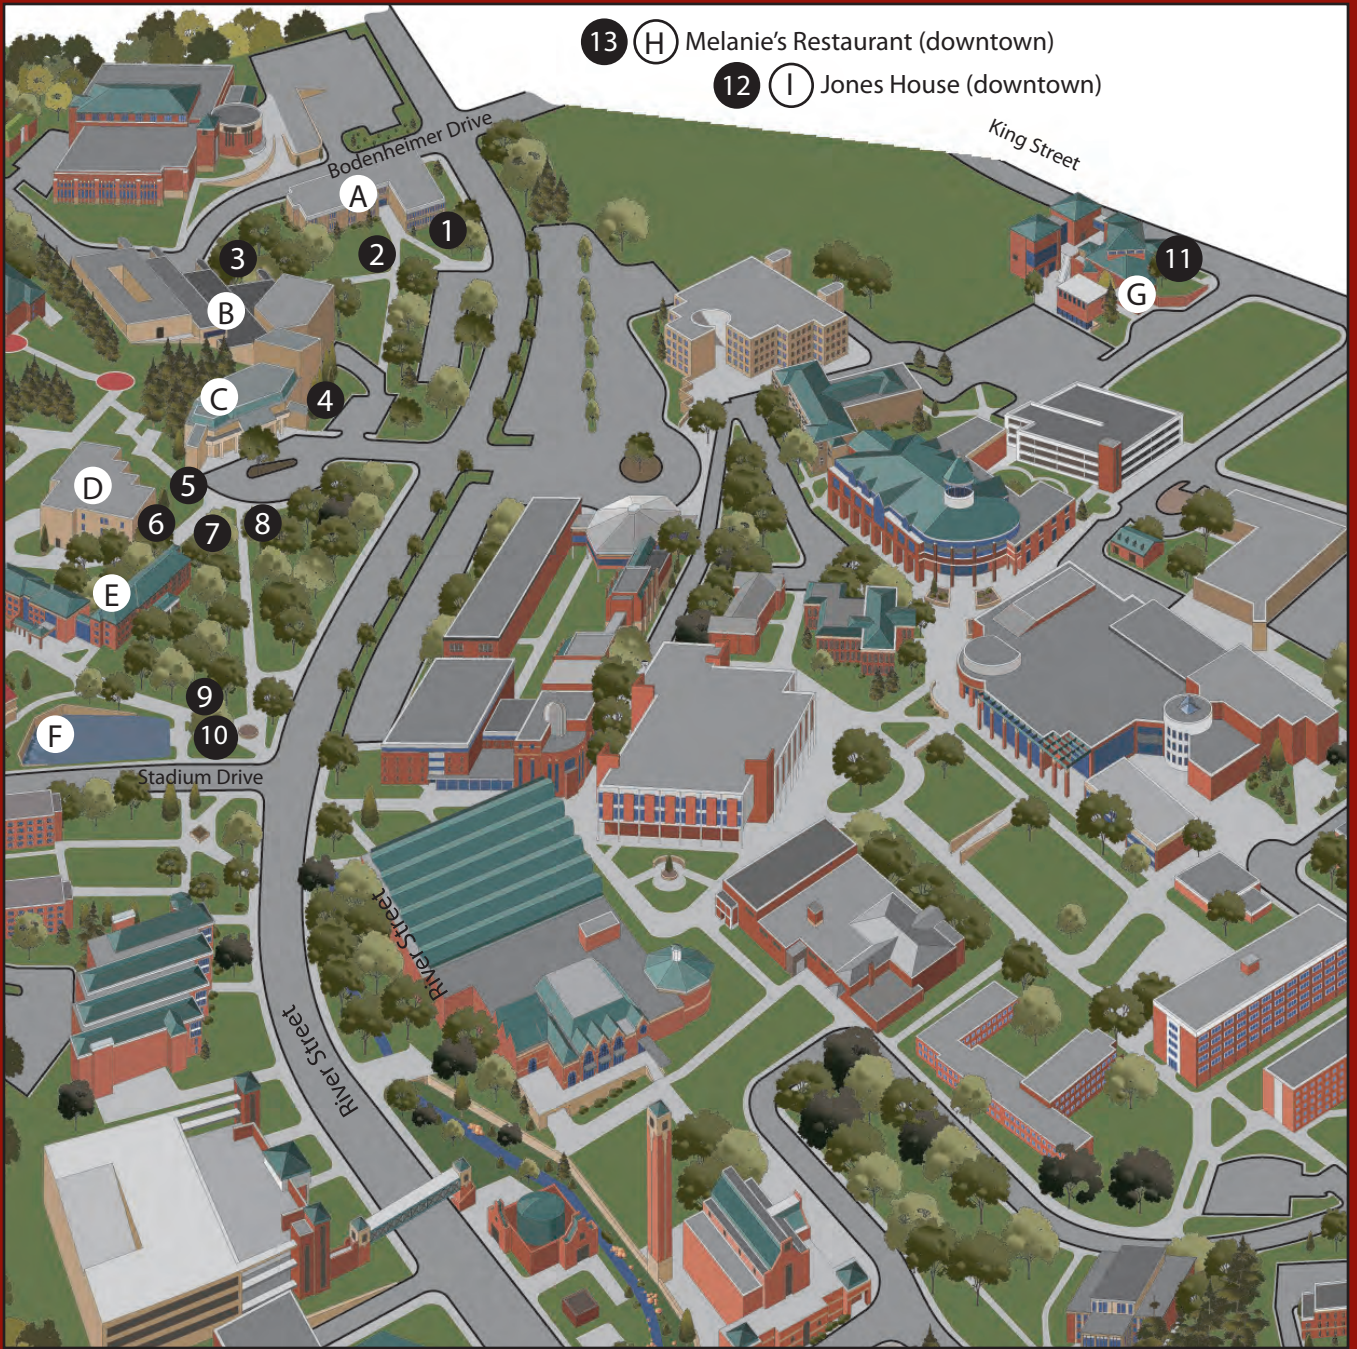 13 H Melanie's Restaurant (downtown)
12 I Jones House (downtown)
King Street
Bodenheimer Drive
A
1
2
3
11
G
B
C
4
D
5
6
7
8
E
9
F
10
Stadium Drive
River Street
River Street